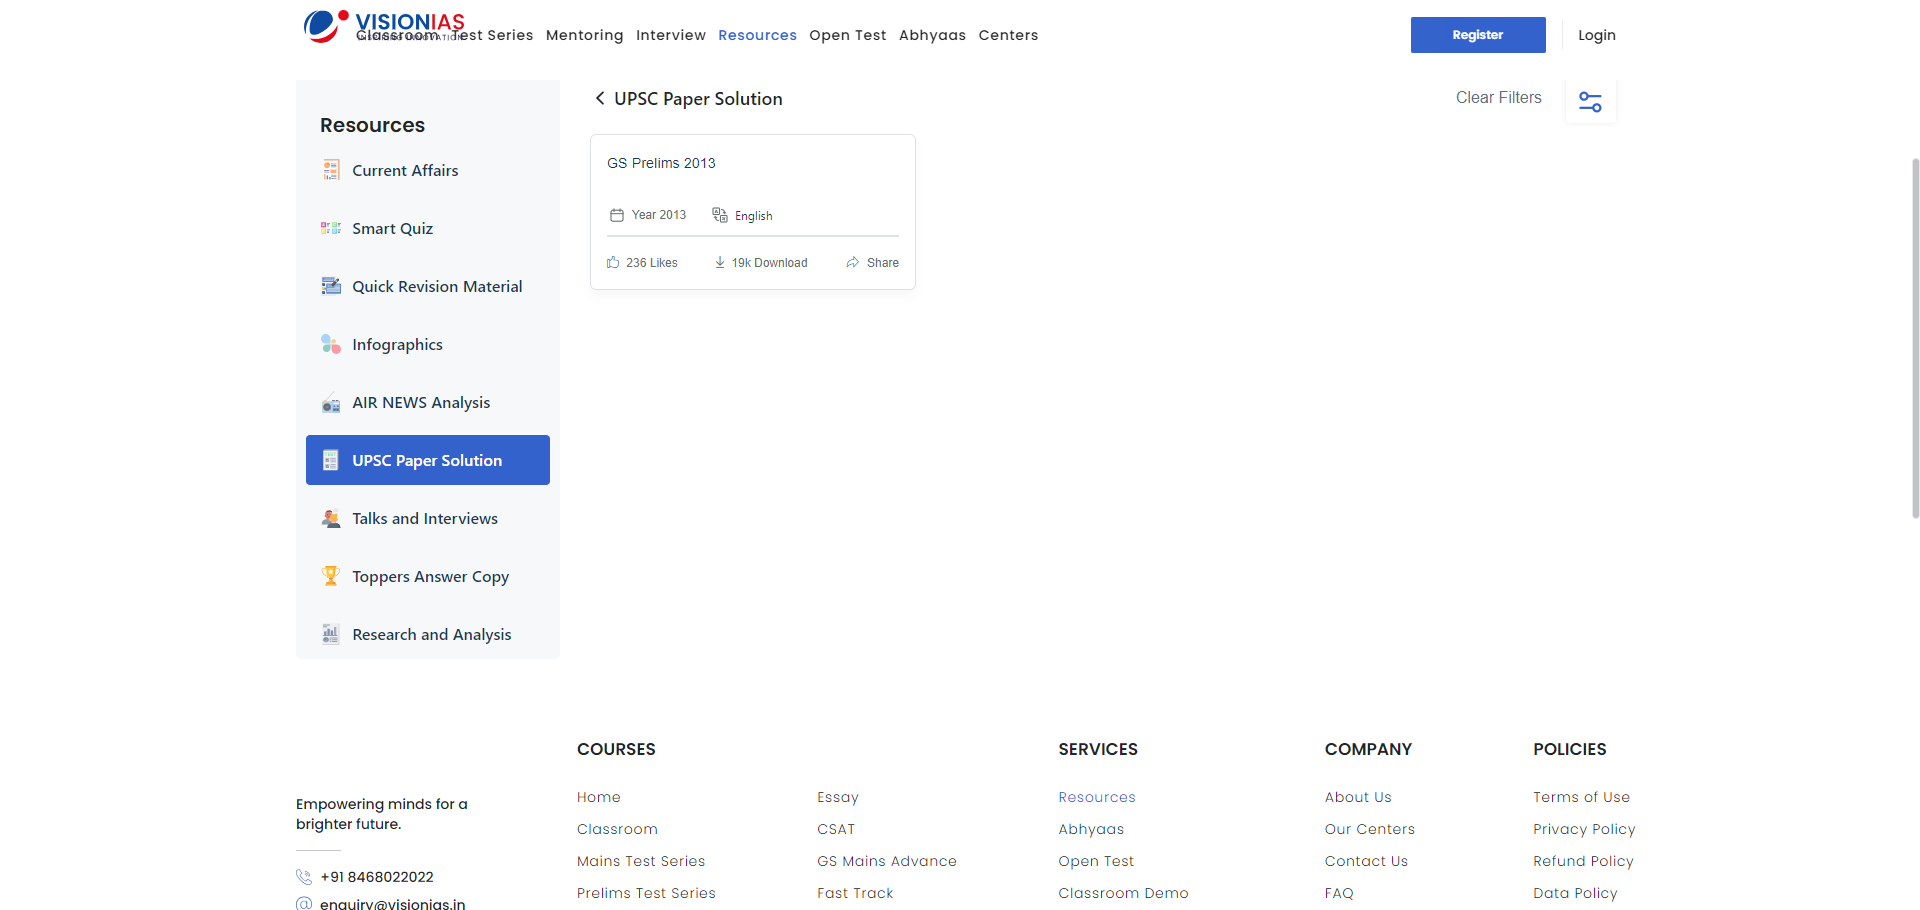 VISIONIAS
INSPIRING INNOVATION
Classroom Test Series Mentoring Interview Resources Open Test Abhyaas Centers
Register
Login
Resources
Current Affairs
Smart Quiz
Quick Revision Material
Infographics
AIR NEWS Analysis
UPSC Paper Solution
Talks and Interviews
Toppers Answer Copy
Research and Analysis
UPSC Paper Solution
Clear Filters
GS Prelims 2013
Year 2013 English
236 Likes 19k Download Share
Empowering minds for a
brighter future.
+91 8468022022
enquiry@visionias.in
COURSES
Home
Classroom
Mains Test Series
Prelims Test Series
Essay
CSAT
GS Mains Advance
Fast Track
SERVICES
Resources
Abhyaas
Open Test
Classroom Demo
COMPANY
About Us
Our Centers
Contact Us
FAQ
POLICIES
Terms of Use
Privacy Policy
Refund Policy
Data Policy